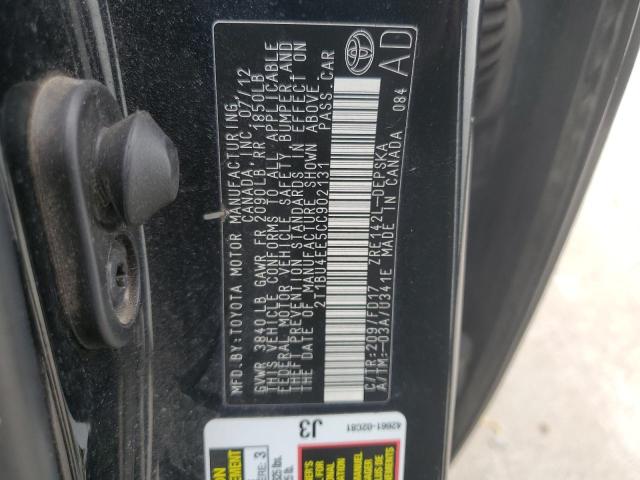 MFD.BY:TOYOTA MOTOR MANUFACTURING
CANADA, INC. 07/12
GVWR 3840 LB GAWR FR 2090LB RR 1850LB
THIS VEHICLE CONFORMS TO ALL APPLICABLE
FEDERAL MOTOR VEHICLE SAFETY, BUMPER AND
THEFT PREVENTION STANDARDS IN EFFECT ON
THE DATE OF MANUFACTURE SHOWN ABOVE.
2T1BU4EE5CC902131 PASS.CAR
C/TR:209/FD17 ZRE142L-DEPSKA
A/TM:-03A/U341E MADE IN CANADA 084
AD
J3
42661-02C81